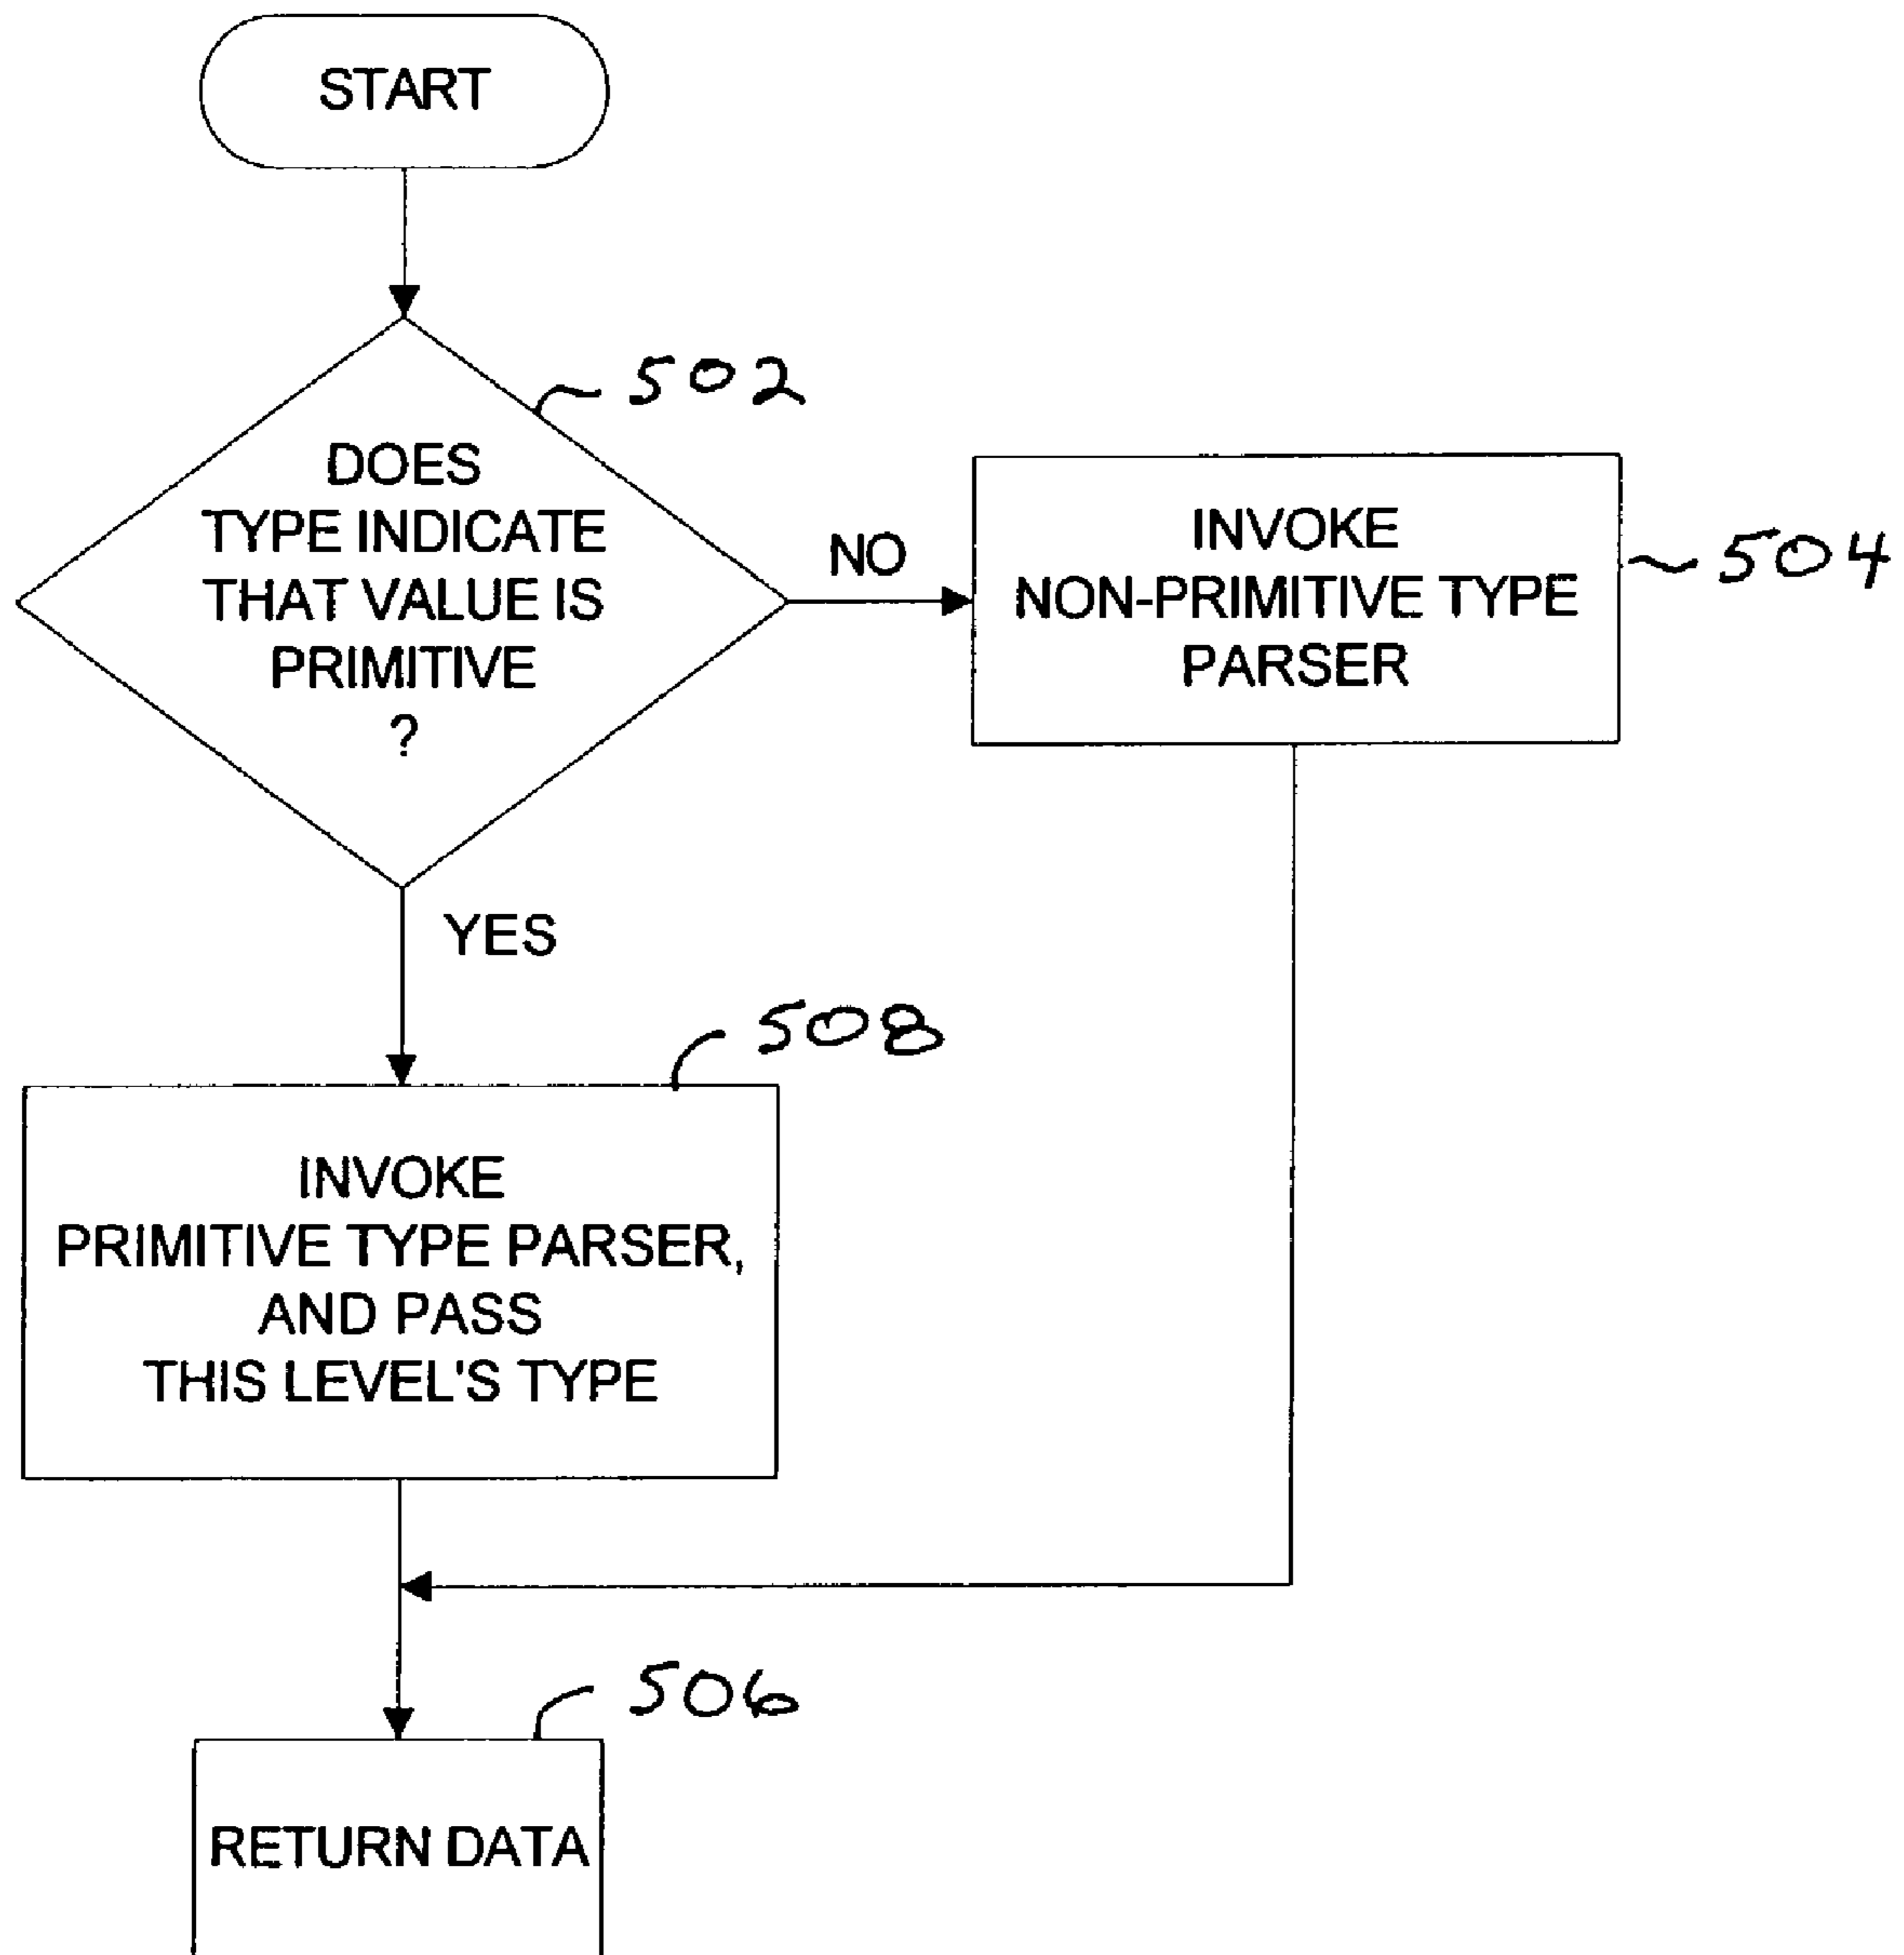 START
502
DOES
TYPE INDICATE
THAT VALUE IS
PRIMITIVE
?
NO
INVOKE
NON-PRIMITIVE TYPE
PARSER
504
YES
508
INVOKE
PRIMITIVE TYPE PARSER,
AND PASS
THIS LEVEL'S TYPE
506
RETURN DATA